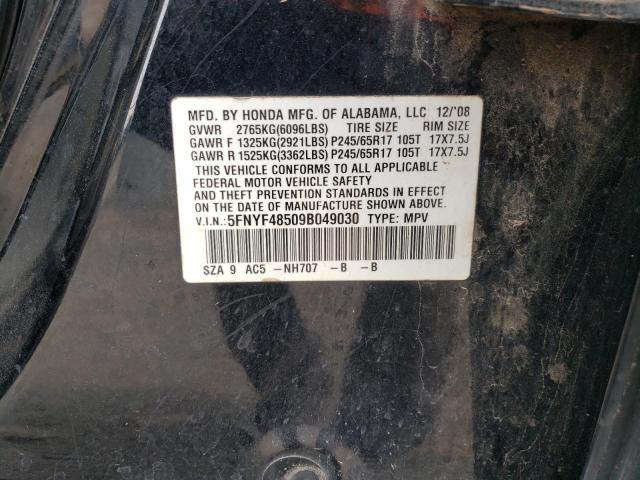 MFD. BY HONDA MFG. OF ALABAMA, LLC 12/'08
GVWR 2765KG(6096LBS) TIRE SIZE RIM SIZE
GAWR F 1325KG(2921LBS) P245/65R17 105T 17X7.5J
GAWR R 1525KG(3362LBS) P245/65R17 105T 17X7.5J
THIS VEHICLE CONFORMS TO ALL APPLICABLE
FEDERAL MOTOR VEHICLE SAFETY
AND THEFT PREVENTION STANDARDS IN EFFECT
ON THE DATE OF MANUFACTURE SHOWN ABOVE.
V.I.N.: 5FNYF48509B049030 TYPE: MPV
SZA 9 AC5 -NH707 -B -B